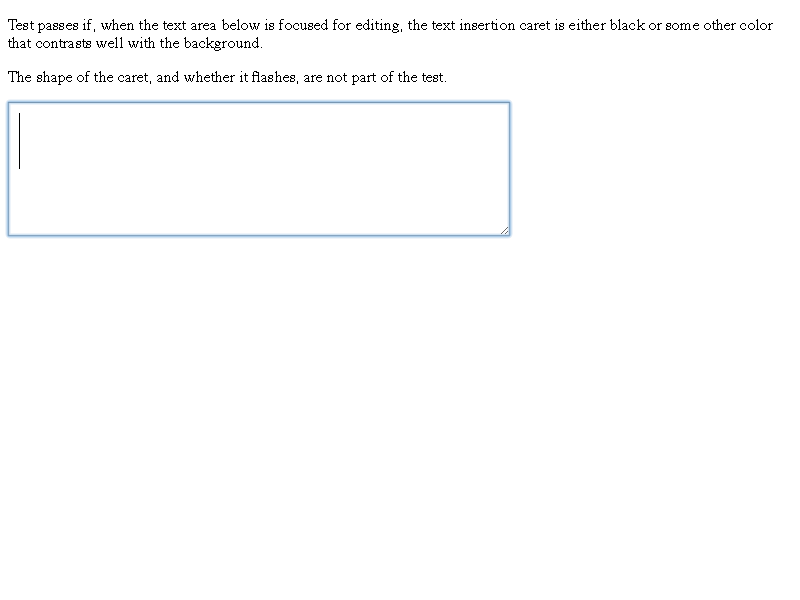 Test passes if, when the text area below is focused for editing, the text insertion caret is either black or some other color
that contrasts well with the background.
The shape of the caret, and whether it flashes, are not part of the test.